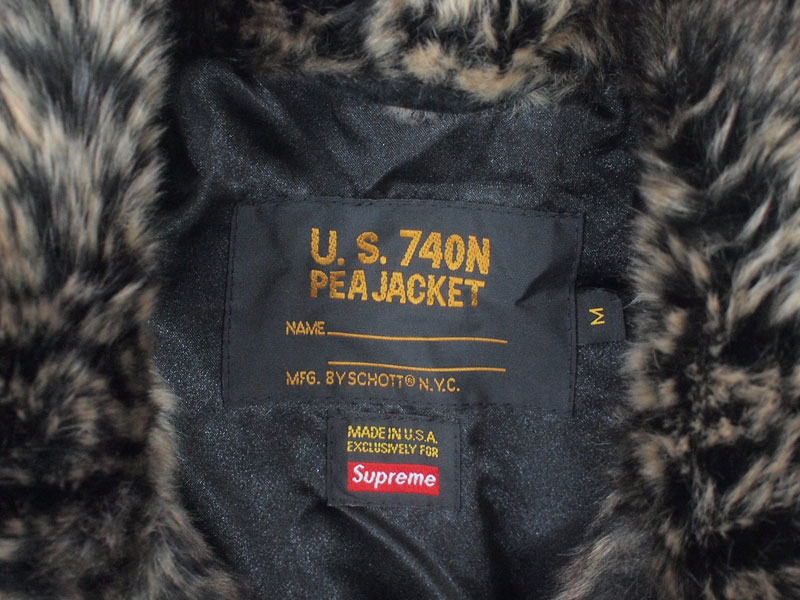 U. S. 740N
PEA JACKET
NAME
MFG. BY SCHOTT® N.Y.C.
M
MADE IN U.S.A.
EXCLUSIVELY FOR
Supreme